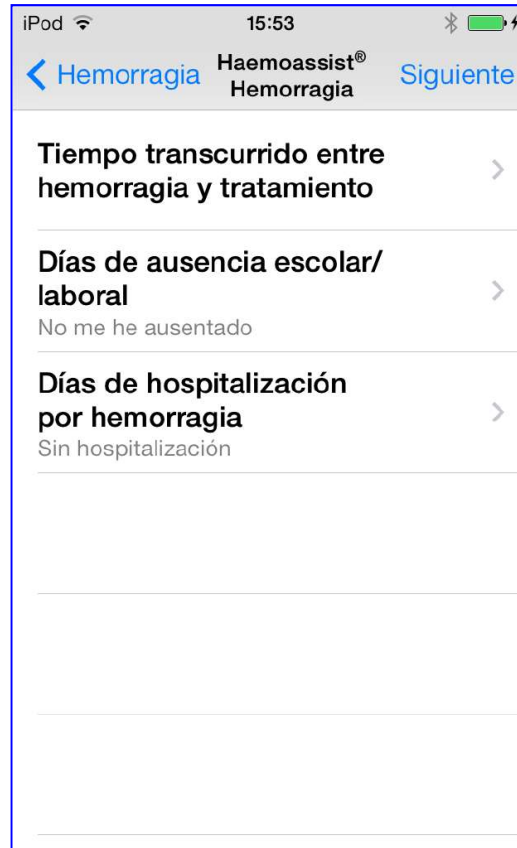 iPod 15:53
Haemoassist®
Hemorragia Hemorragia Siguiente
Tiempo transcurrido entre
hemorragia y tratamiento
Días de ausencia escolar/
laboral
No me he ausentado
Días de hospitalización
por hemorragia
Sin hospitalización